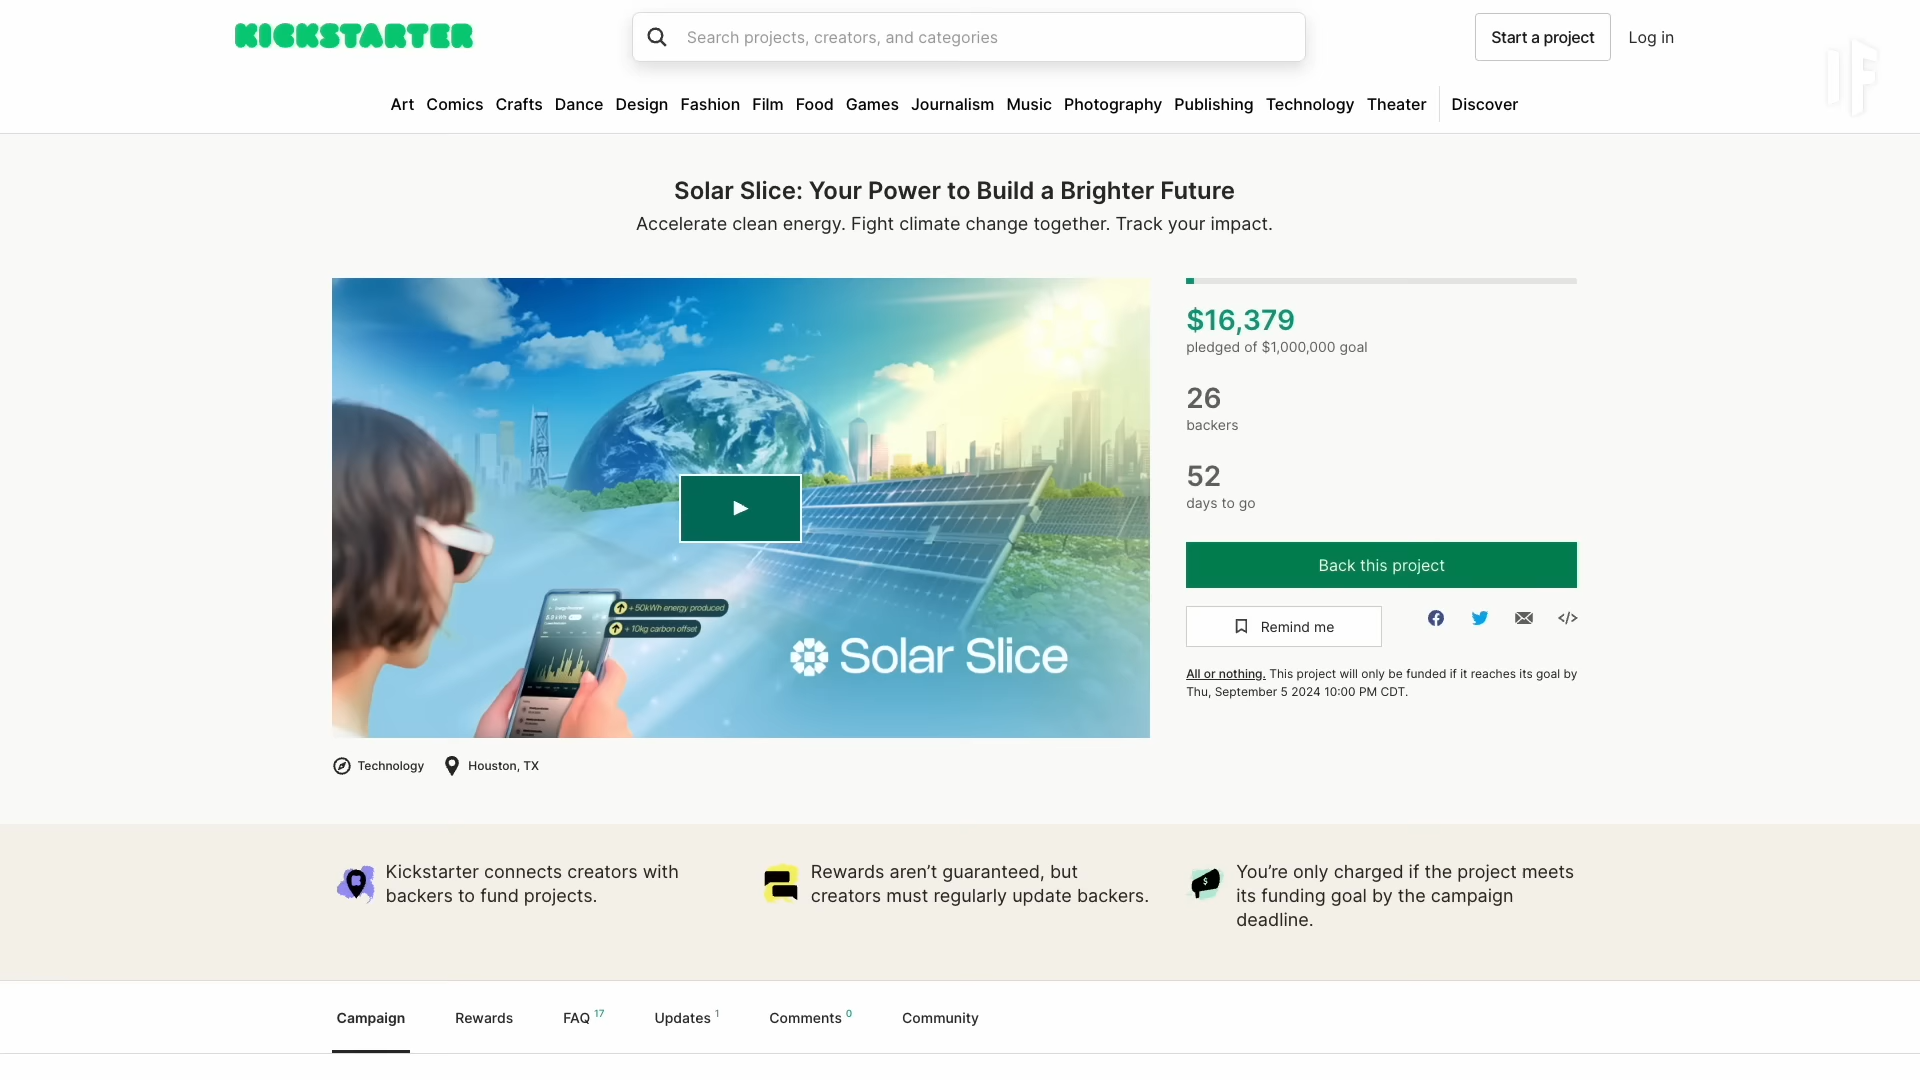 KICKSTARTER
Search projects, creators, and categories
Start a project
Log in
IF
Art Comics Crafts Dance Design Fashion Film Food Games Journalism Music Photography Publishing Technology Theater Discover
Solar Slice: Your Power to Build a Brighter Future
Accelerate clean energy. Fight climate change together. Track your impact.
+ 50kWh energy produced
+ 10kg carbon offset
Solar Slice
$16,379
pledged of $1,000,000 goal
26
backers
52
days to go
Back this project
Remind me
All or nothing. This project will only be funded if it reaches its goal by
Thu, September 5 2024 10:00 PM CDT.
Technology
Houston, TX
Kickstarter connects creators with
backers to fund projects.
Rewards aren’t guaranteed, but
creators must regularly update backers.
You’re only charged if the project meets
its funding goal by the campaign
deadline.
Campaign
Rewards
FAQ 17
Updates 1
Comments 0
Community